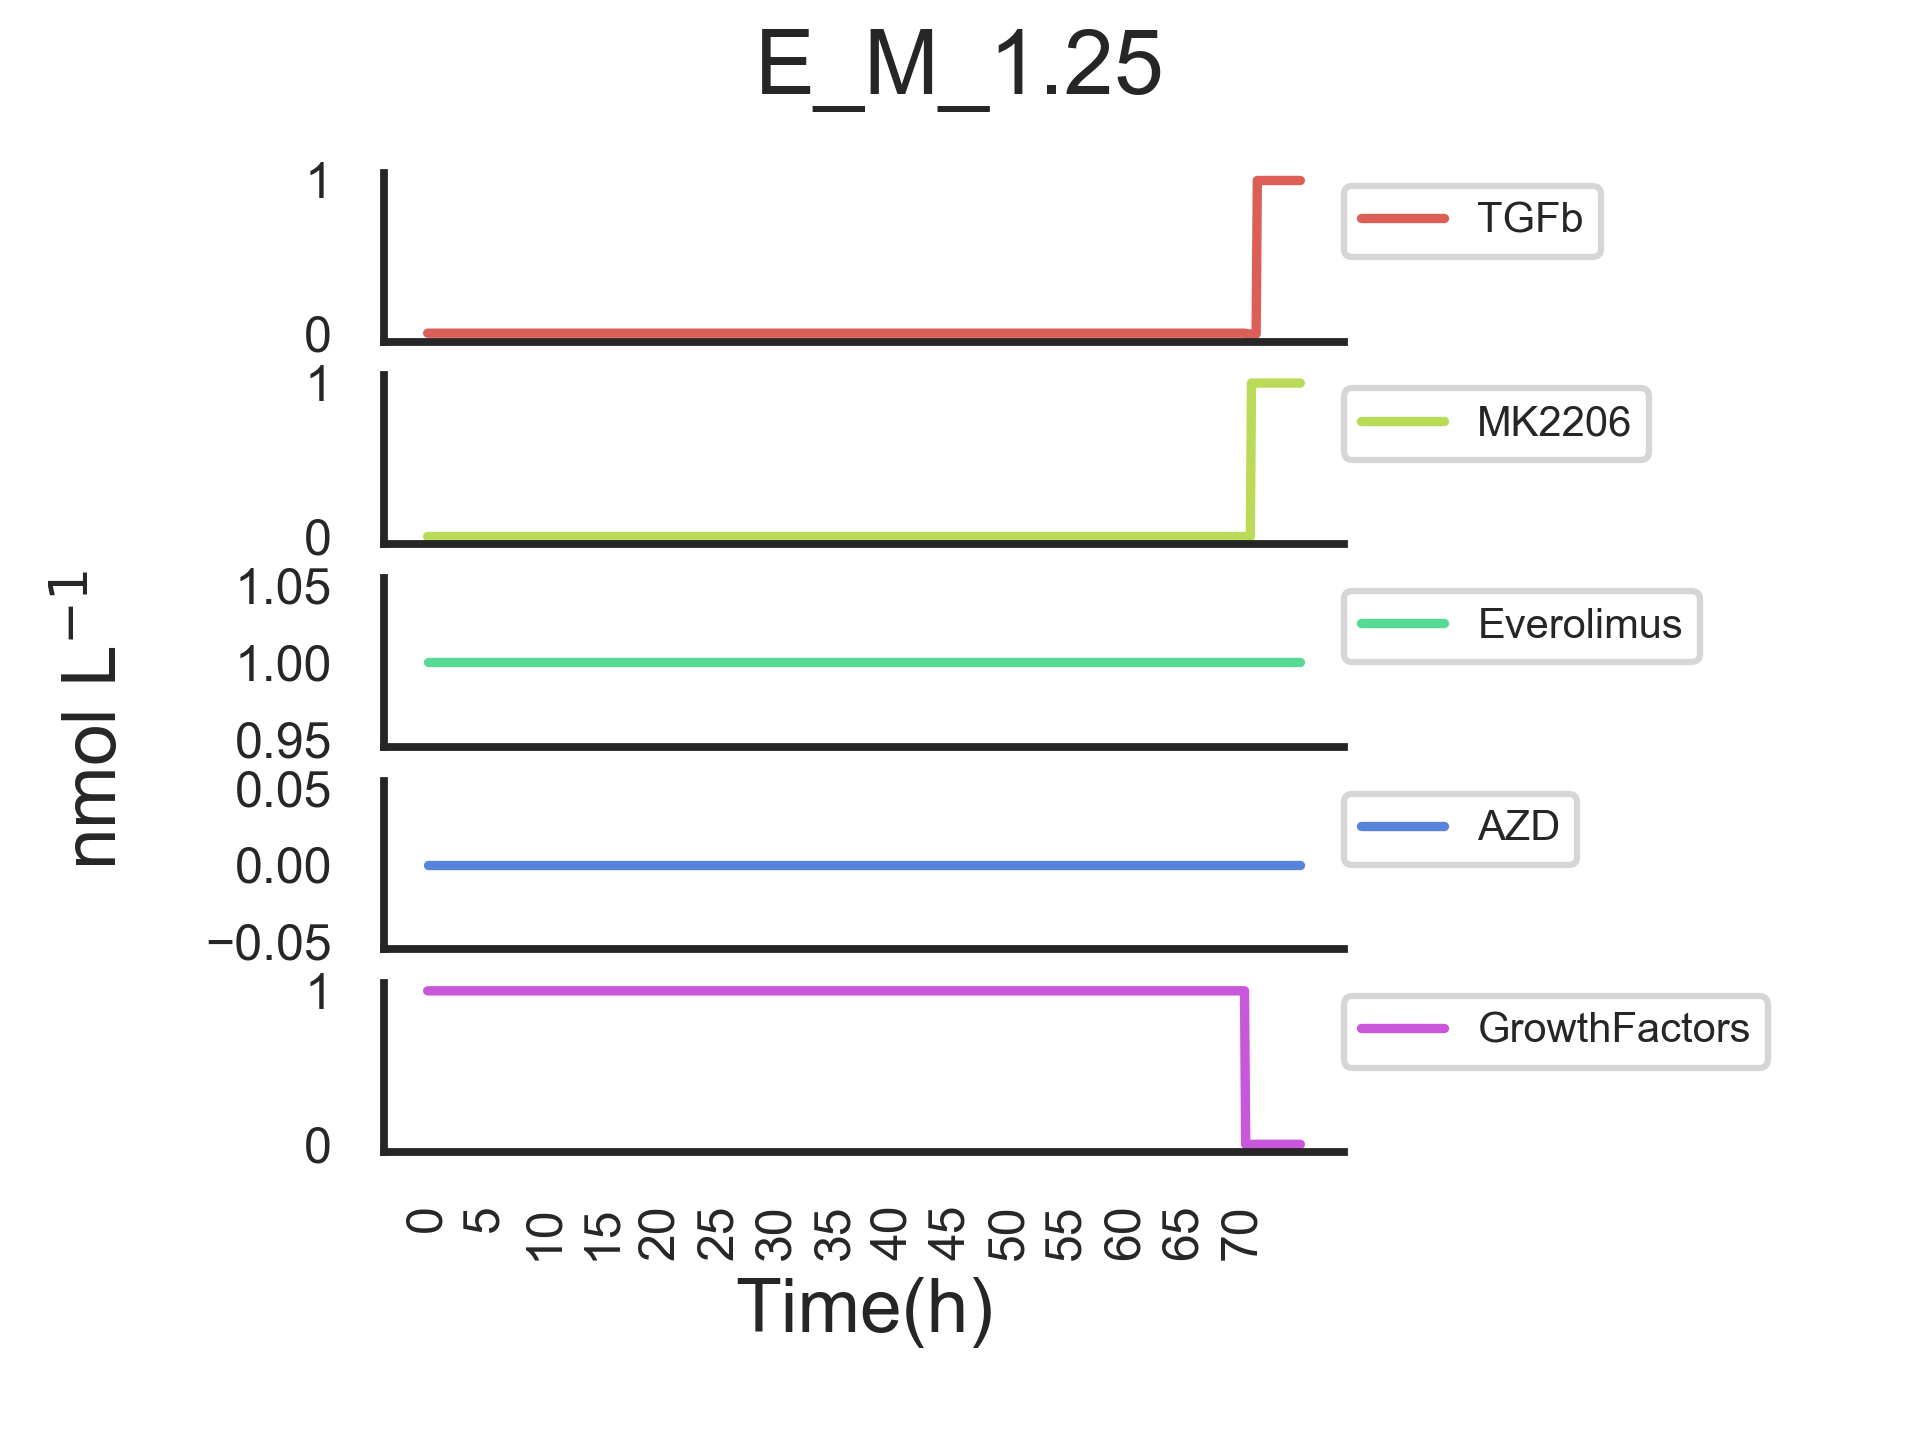 E_M_1.25
1
0
TGFb
1
0
MK2206
1.05
1.00
0.95
Everolimus
0.05
0.00
−0.05
AZD
1
0
GrowthFactors
nmol L⁻¹
0 5 10 15 20 25 30 35 40 45 50 55 60 65 70
Time(h)